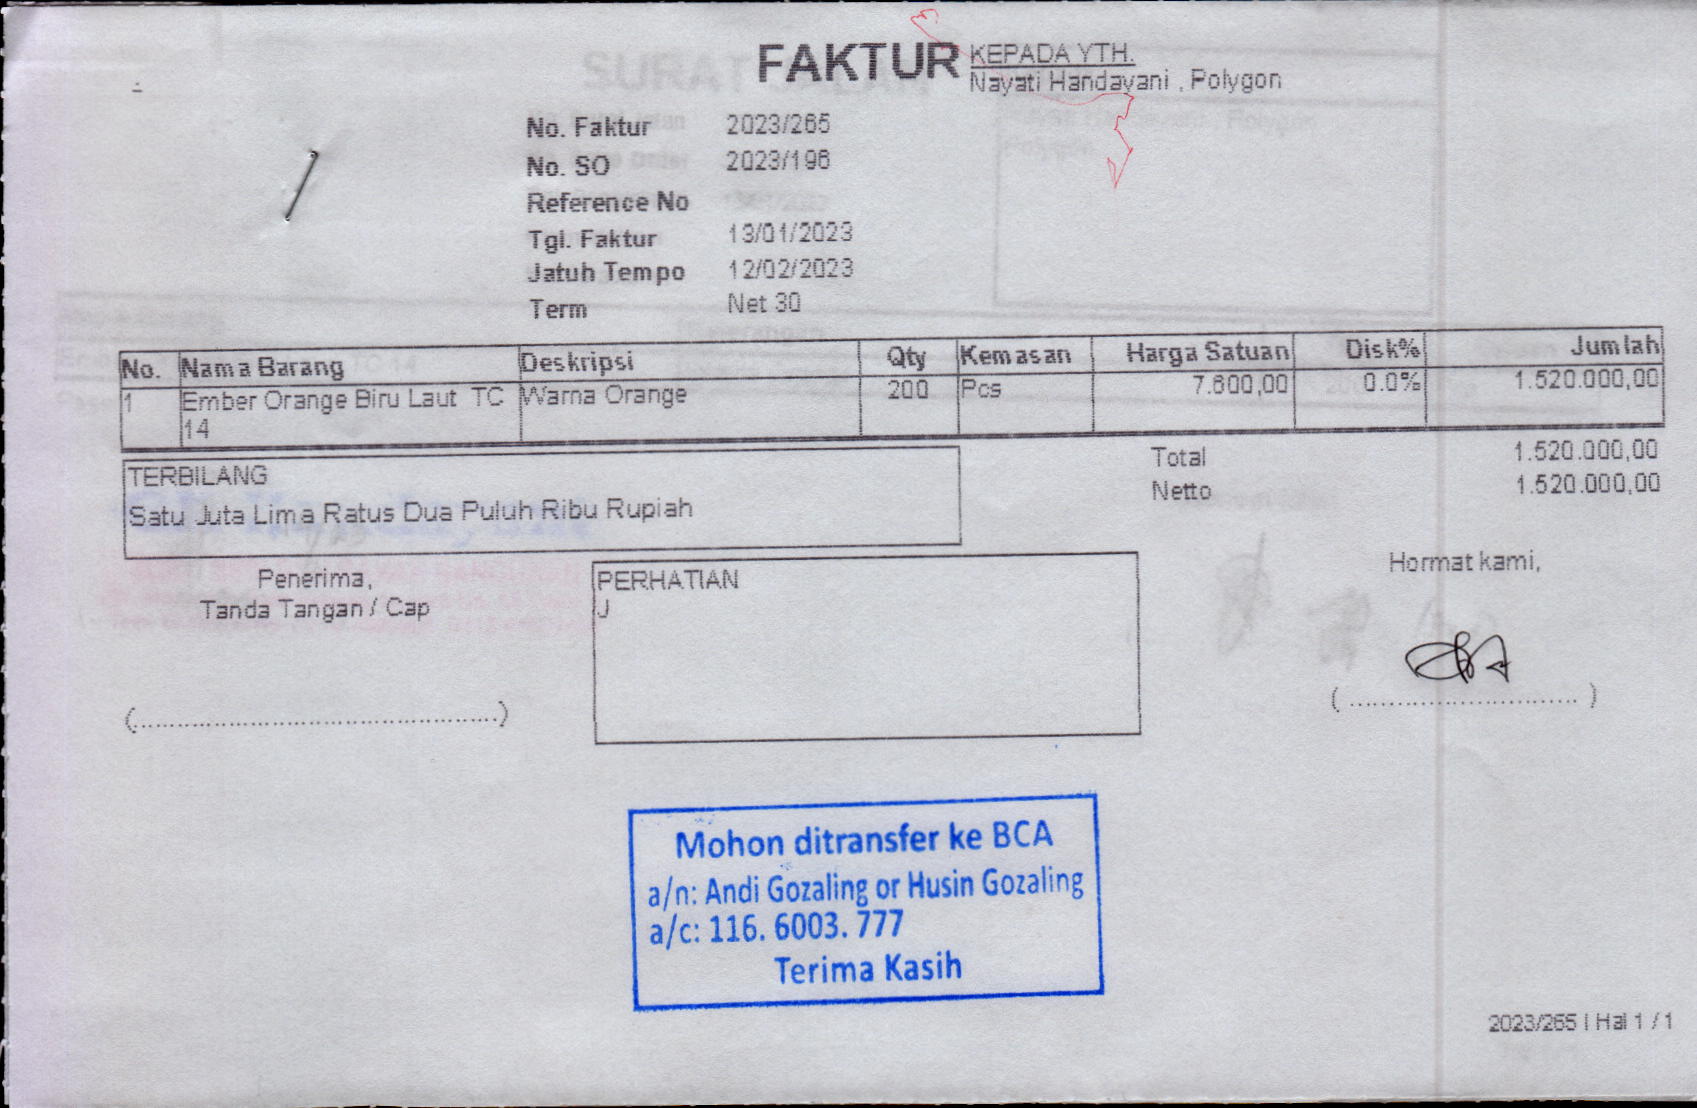 FAKTUR
KEPADA YTH.
Nayati Handayani , Polygon
No. Faktur 2023/265
No. SO 2023/196
Reference No
Tgl. Faktur 13/01/2023
Jatuh Tempo 12/02/2023
Term Net 30
No. Nama Barang Deskripsi Qty Kemasan Harga Satuan Disk% Jumlah
1 Ember Orange Biru Laut TC Warna Orange 200 Pcs 7.600,00 0.0% 1.520.000,00
14
Total 1.520.000,00
Netto 1.520.000,00
TERBILANG
Satu Juta Lima Ratus Dua Puluh Ribu Rupiah
Penerima,
Tanda Tangan / Cap
(................................................)
PERHATIAN
J
Hormat kami,
( .............................. )
Mohon ditransfer ke BCA
a/n: Andi Gozaling or Husin Gozaling
a/c: 116. 6003. 777
Terima Kasih
2023/265 | Hal 1 / 1